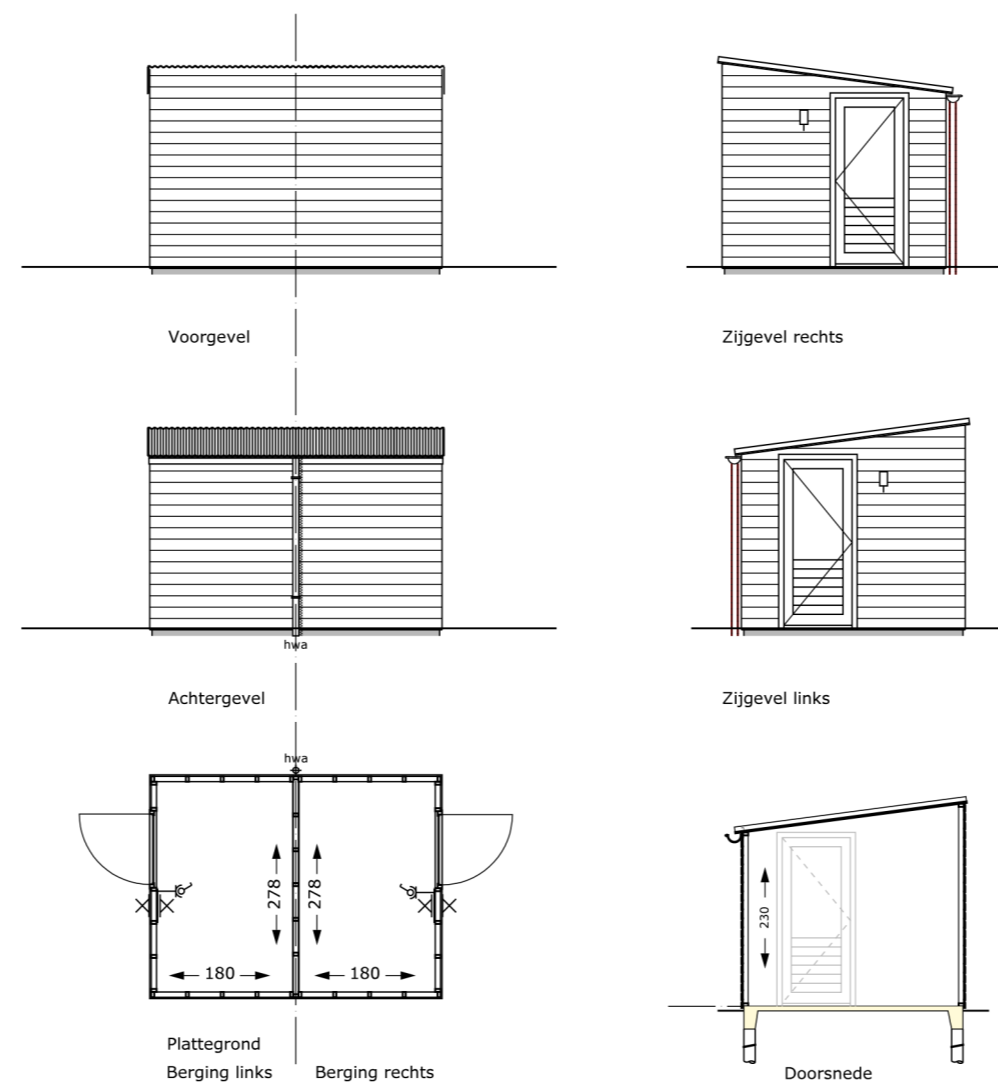 Voorgevel
Zijgevel rechts
hwa
Achtergevel
Zijgevel links
hwa
278
278
180
180
230
Plattegrond
Berging links
Berging rechts
Doorsnede